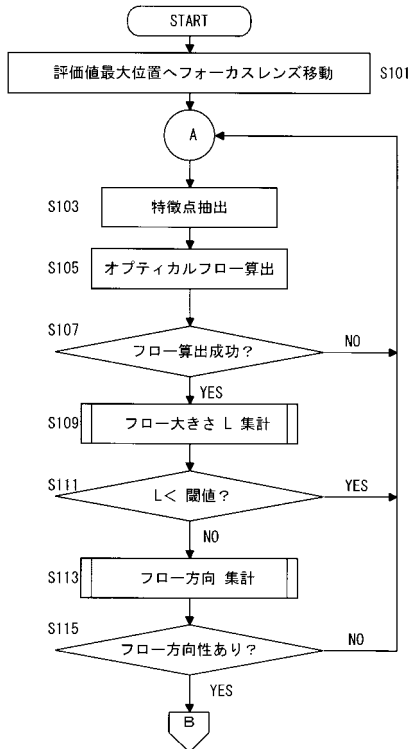 START
評価値最大位置へフォーカスレンズ移動 S101
A
S103 特徴点抽出
S105 オプティカルフロー算出
S107
フロー算出成功？ NO
YES
S109 フロー大きさ L 集計
S111
L＜ 閾値？ YES
NO
S113 フロー方向 集計
S115
フロー方向性あり？ NO
YES
B